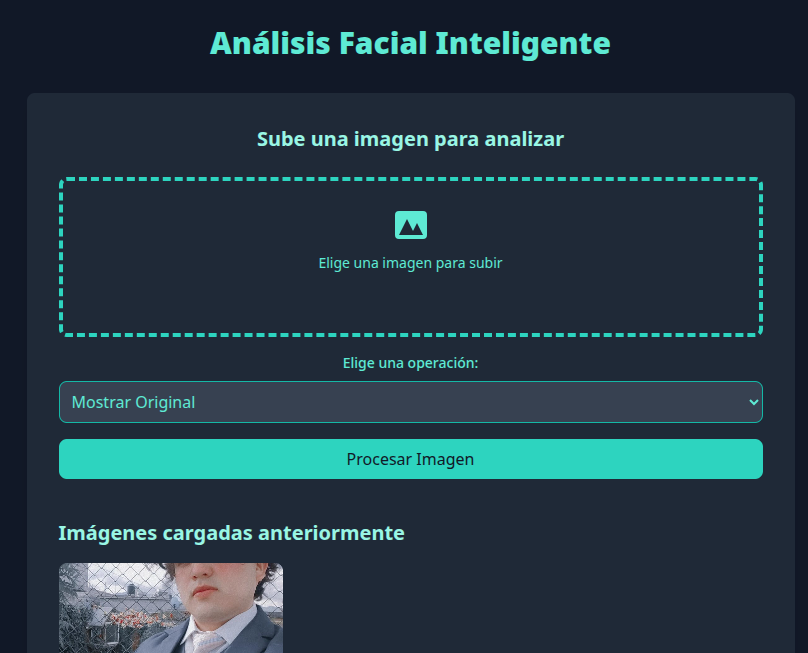 Análisis Facial Inteligente
Sube una imagen para analizar
Elige una imagen para subir
Elige una operación:
Mostrar Original
Procesar Imagen
Imágenes cargadas anteriormente